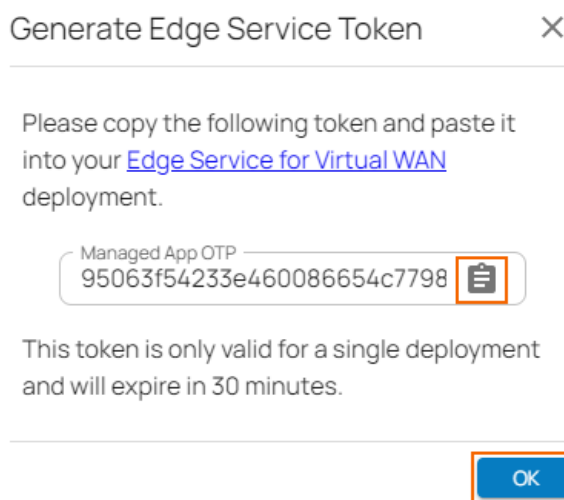 Generate Edge Service Token
Please copy the following token and paste it
into your Edge Service for Virtual WAN
deployment.
Managed App OTP
95063f54233e460086654c7798
This token is only valid for a single deployment
and will expire in 30 minutes.
OK